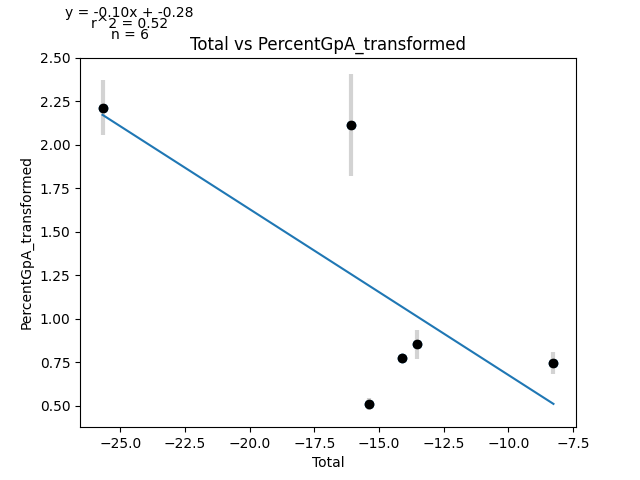 y = -0.10x + -0.28
r^2 = 0.52
n = 6
Total vs PercentGpA_transformed
PercentGpA_transformed
2.50
2.25
2.00
1.75
1.50
1.25
1.00
0.75
0.50
−25.0 −22.5 −20.0 −17.5 −15.0 −12.5 −10.0 −7.5
Total